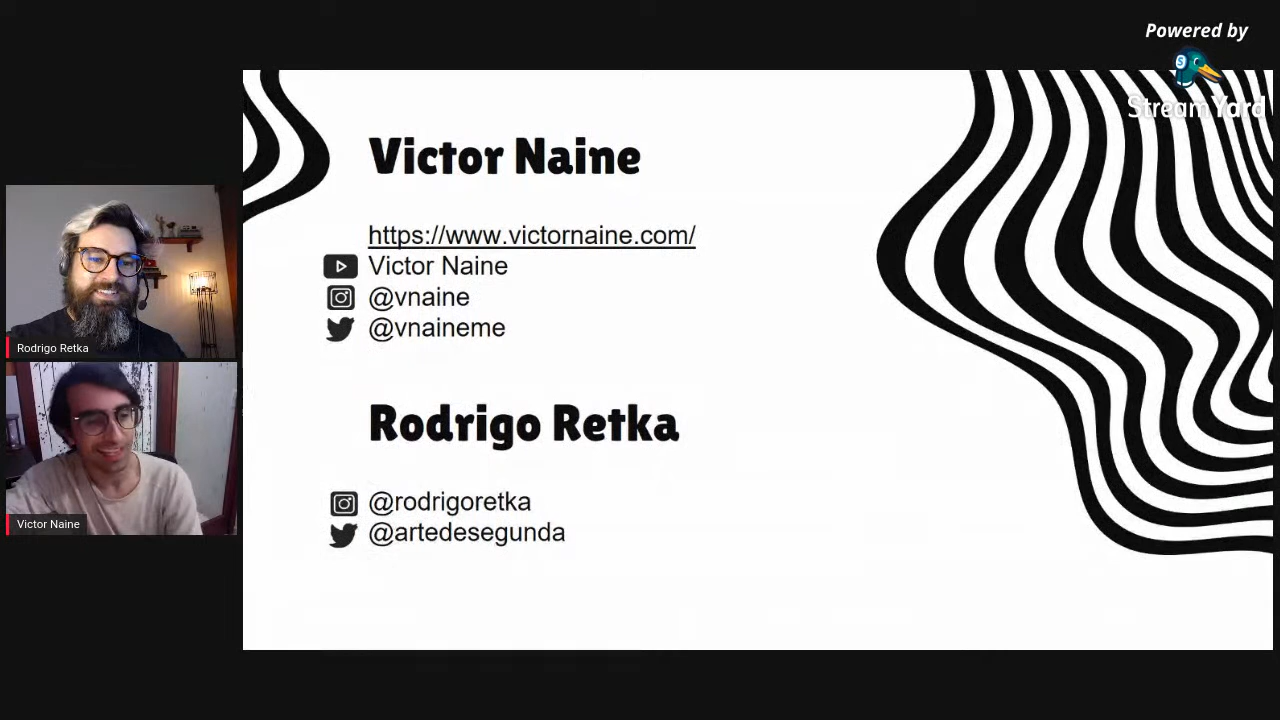 Powered by
StreamYard
Victor Naine
https://www.victornaine.com/
Victor Naine
@vnaine
@vnaineme
Rodrigo Retka
@rodrigoretka
@artedesegunda
Rodrigo Retka
Victor Naine